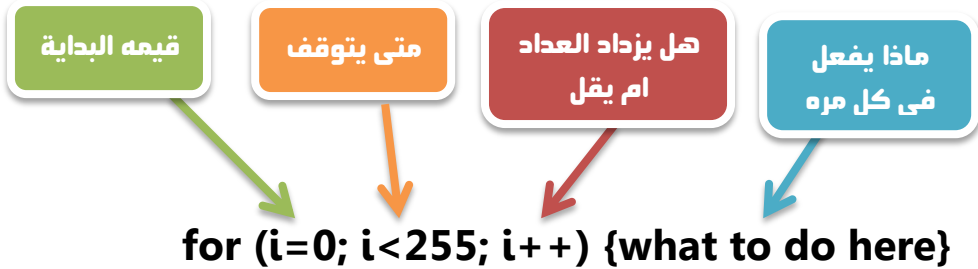 قيمه البداية
متى يتوقف
هل يزداد العداد
ام يقل
ماذا يفعل
فى كل مره
for (i=0; i<255; i++) {what to do here}